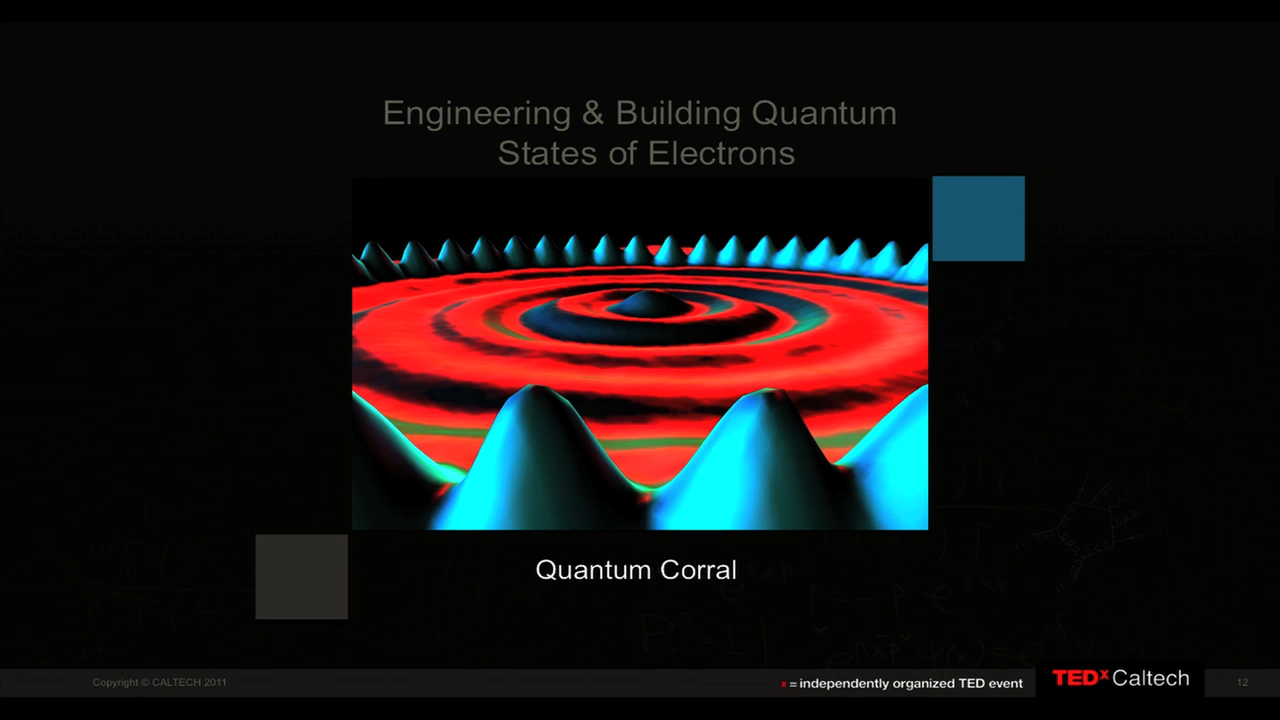 Engineering & Building Quantum
States of Electrons
Quantum Corral
Copyright © CALTECH 2011
x = independently organized TED event
TEDx Caltech
12